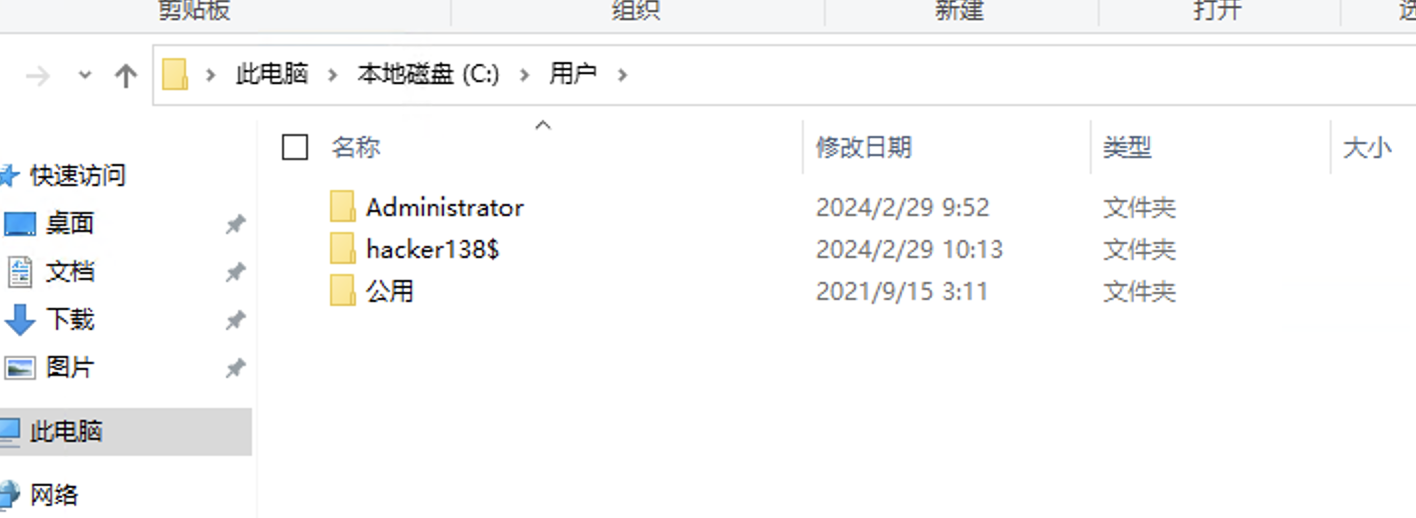 剪贴板 组织 新建 打开
此电脑 本地磁盘 (C:) 用户
名称 修改日期 类型 大小
快速访问
桌面
文档
下载
图片
此电脑
网络
Administrator 2024/2/29 9:52 文件夹
hacker138$ 2024/2/29 10:13 文件夹
公用 2021/9/15 3:11 文件夹